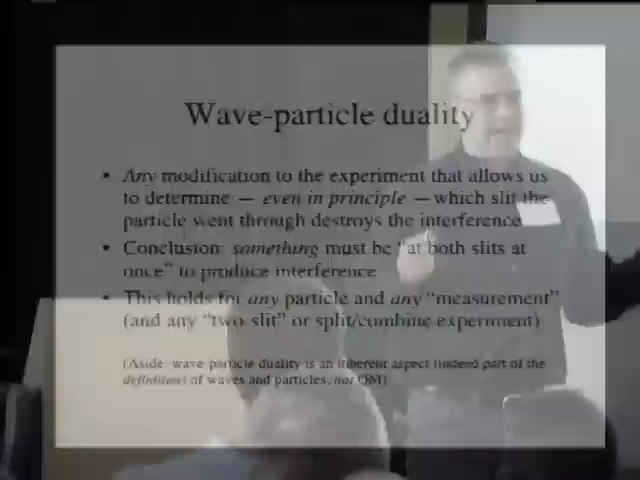 Wave-particle duality
• Any modification to the experiment that allows us
to determine — even in principle — which slit the
particle went through destroys the interference
• Conclusion: something must be "at both slits at
once" to produce interference
• This holds for any particle and any "measurement"
(and any "two-slit" or split/combine experiment)
(Aside: wave-particle duality is an inherent aspect (indeed part of the
definition) of waves and particles, not QM)